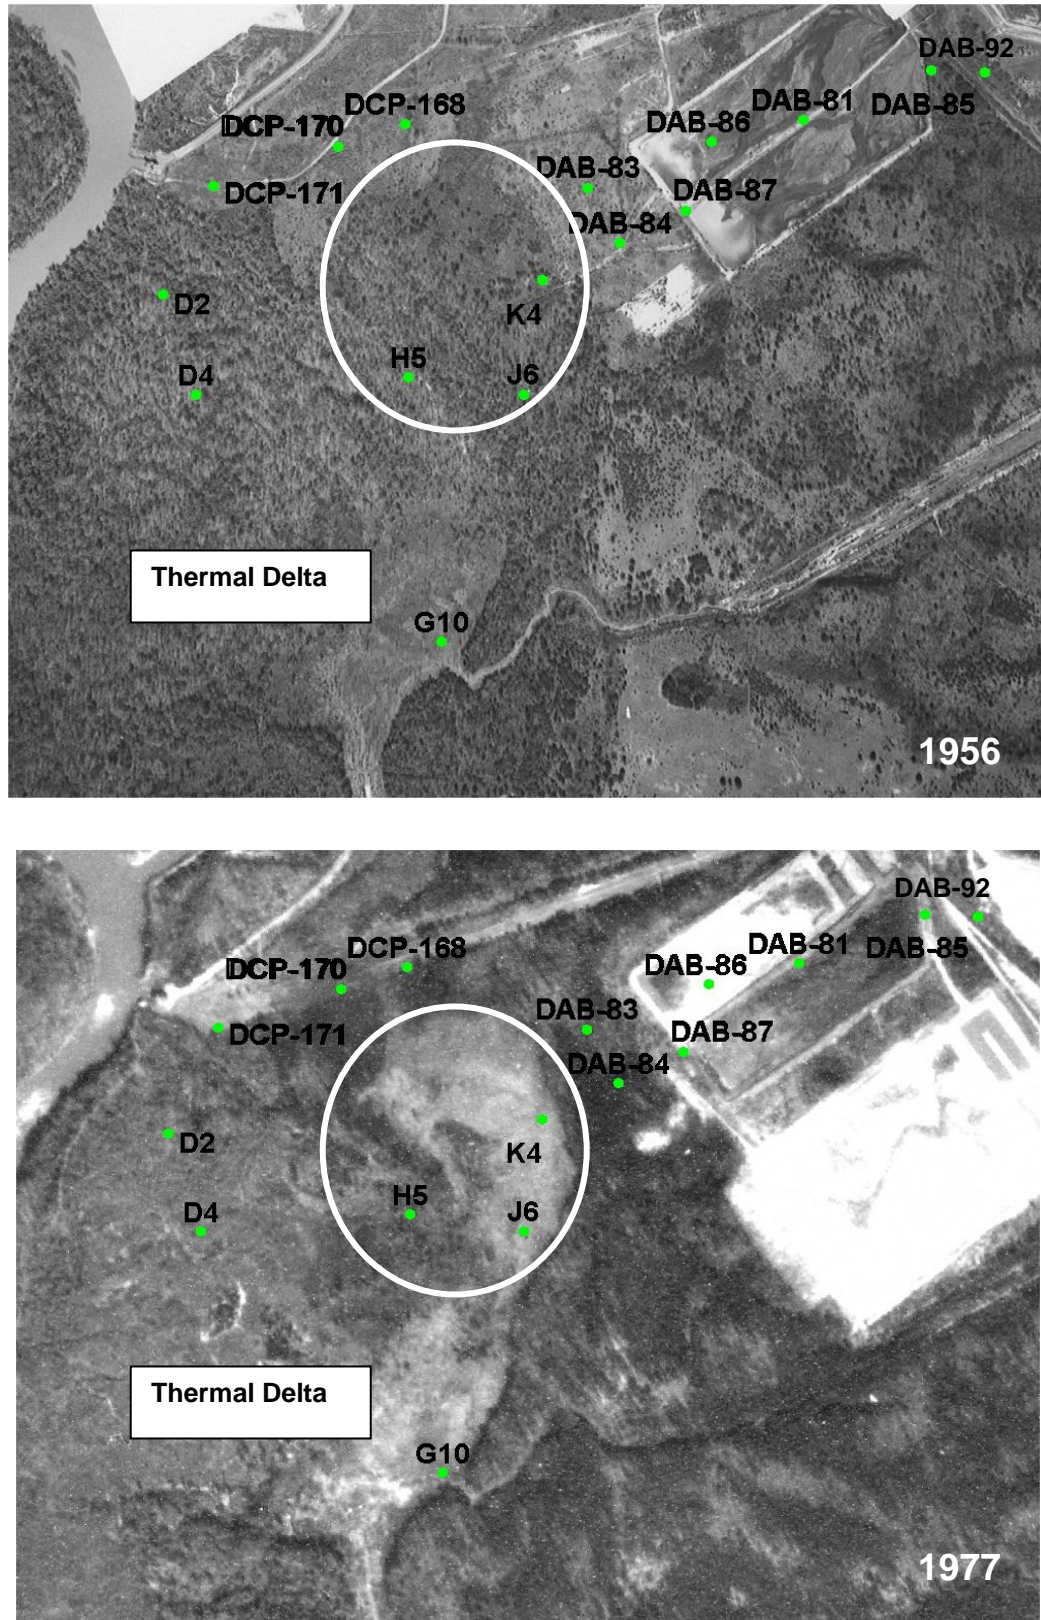 DAB-92
DCP-168
DAB-81
DAB-85
DCP-170
DAB-86
DAB-83
DCP-171
DAB-87
DAB-84
D2
K4
H5
D4
J6
Thermal Delta
G10
1956
DAB-92
DCP-168
DAB-81
DAB-85
DCP-170
DAB-86
DAB-83
DCP-171
DAB-87
DAB-84
D2
K4
H5
D4
J6
Thermal Delta
G10
1977